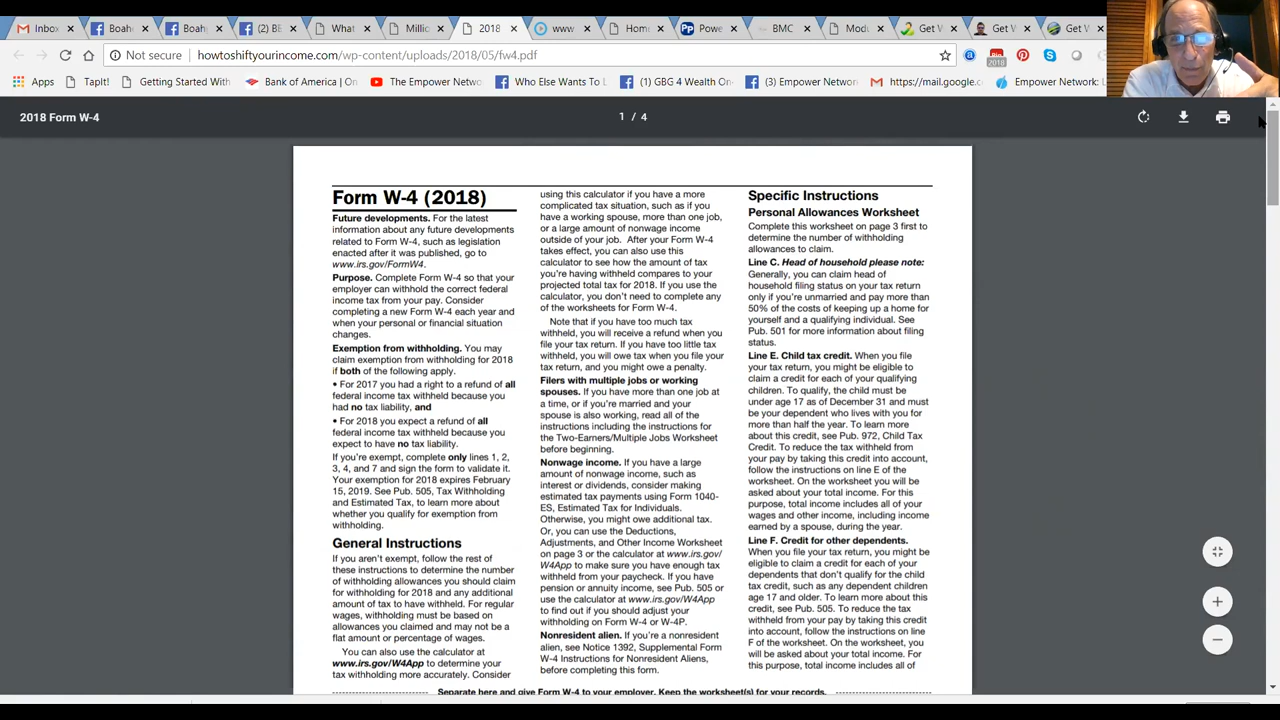 Inbox
Boahe
Boahe
(2) BE
What
Million
2018
www
Home
Powe
BMC
Modu
Get V
Get V
Get V
Not secure
howtoshiftyourincome.com/wp-content/uploads/2018/05/fw4.pdf
2018
Apps
TapIt!
Getting Started With
Bank of America | On
The Empower Netwo
Who Else Wants To L
(1) GBG 4 Wealth On
(3) Empower Networ
https://mail.google.c
Empower Network: L
2018 Form W-4
1 / 4
Form W-4 (2018)
Future developments. For the latest
information about any future developments
related to Form W-4, such as legislation
enacted after it was published, go to
www.irs.gov/FormW4.
Purpose. Complete Form W-4 so that your
employer can withhold the correct federal
income tax from your pay. Consider
completing a new Form W-4 each year and
when your personal or financial situation
changes.
Exemption from withholding. You may
claim exemption from withholding for 2018
if both of the following apply.
• For 2017 you had a right to a refund of all
federal income tax withheld because you
had no tax liability, and
• For 2018 you expect a refund of all
federal income tax withheld because you
expect to have no tax liability.
If you're exempt, complete only lines 1, 2,
3, 4, and 7 and sign the form to validate it.
Your exemption for 2018 expires February
15, 2019. See Pub. 505, Tax Withholding
and Estimated Tax, to learn more about
whether you qualify for exemption from
withholding.
General Instructions
If you aren't exempt, follow the rest of
these instructions to determine the number
of withholding allowances you should claim
for withholding for 2018 and any additional
amount of tax to have withheld. For regular
wages, withholding must be based on
allowances you claimed and may not be a
flat amount or percentage of wages.
You can also use the calculator at
www.irs.gov/W4App to determine your
tax withholding more accurately. Consider
using this calculator if you have a more
complicated tax situation, such as if you
have a working spouse, more than one job,
or a large amount of nonwage income
outside of your job. After your Form W-4
takes effect, you can also use this
calculator to see how the amount of tax
you're having withheld compares to your
projected total tax for 2018. If you use the
calculator, you don't need to complete any
of the worksheets for Form W-4.
Note that if you have too much tax
withheld, you will receive a refund when you
file your tax return. If you have too little tax
withheld, you will owe tax when you file your
tax return, and you might owe a penalty.
Filers with multiple jobs or working
spouses. If you have more than one job at
a time, or if you're married and your
spouse is also working, read all of the
instructions including the instructions for
the Two-Earners/Multiple Jobs Worksheet
before beginning.
Nonwage income. If you have a large
amount of nonwage income, such as
interest or dividends, consider making
estimated tax payments using Form 1040-
ES, Estimated Tax for Individuals.
Otherwise, you might owe additional tax.
Or, you can use the Deductions,
Adjustments, and Other Income Worksheet
on page 3 or the calculator at www.irs.gov/
W4App to make sure you have enough tax
withheld from your paycheck. If you have
pension or annuity income, see Pub. 505 or
use the calculator at www.irs.gov/W4App
to find out if you should adjust your
withholding on Form W-4 or W-4P.
Nonresident alien. If you're a nonresident
alien, see Notice 1392, Supplemental Form
W-4 Instructions for Nonresident Aliens,
before completing this form.
Specific Instructions
Personal Allowances Worksheet
Complete this worksheet on page 3 first to
determine the number of withholding
allowances to claim.
Line C. Head of household please note:
Generally, you can claim head of
household filing status on your tax return
only if you're unmarried and pay more than
50% of the costs of keeping up a home for
yourself and a qualifying individual. See
Pub. 501 for more information about filing
status.
Line E. Child tax credit. When you file
your tax return, you might be eligible to
claim a credit for each of your qualifying
children. To qualify, the child must be
under age 17 as of December 31 and must
be your dependent who lives with you for
more than half the year. To learn more
about this credit, see Pub. 972, Child Tax
Credit. To reduce the tax withheld from
your pay by taking this credit into account,
follow the instructions on line E of the
worksheet. On the worksheet you will be
asked about your total income. For this
purpose, total income includes all of your
wages and other income, including income
earned by a spouse, during the year.
Line F. Credit for other dependents.
When you file your tax return, you might be
eligible to claim a credit for each of your
dependents that don't qualify for the child
tax credit, such as any dependent children
age 17 and older. To learn more about this
credit, see Pub. 505. To reduce the tax
withheld from your pay by taking this credit
into account, follow the instructions on line
F of the worksheet. On the worksheet, you
will be asked about your total income. For
this purpose, total income includes all of
Separate here and give Form W-4 to your employer. Keep the worksheet(s) for your records.